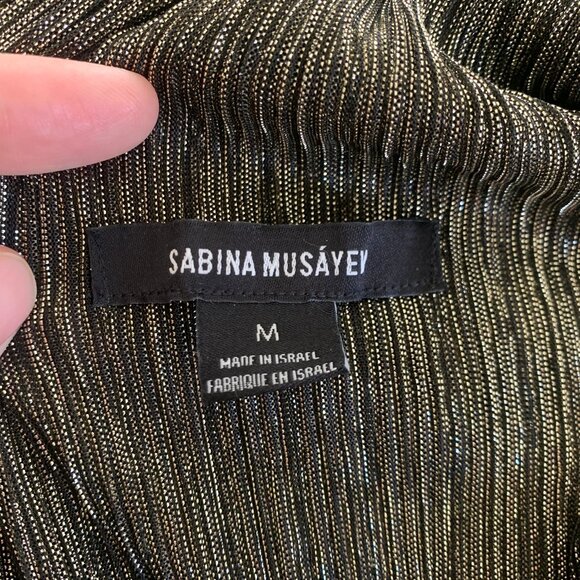 SABINA MUSÁYEV
M
MADE IN ISRAEL
FABRIQUE EN ISRAEL